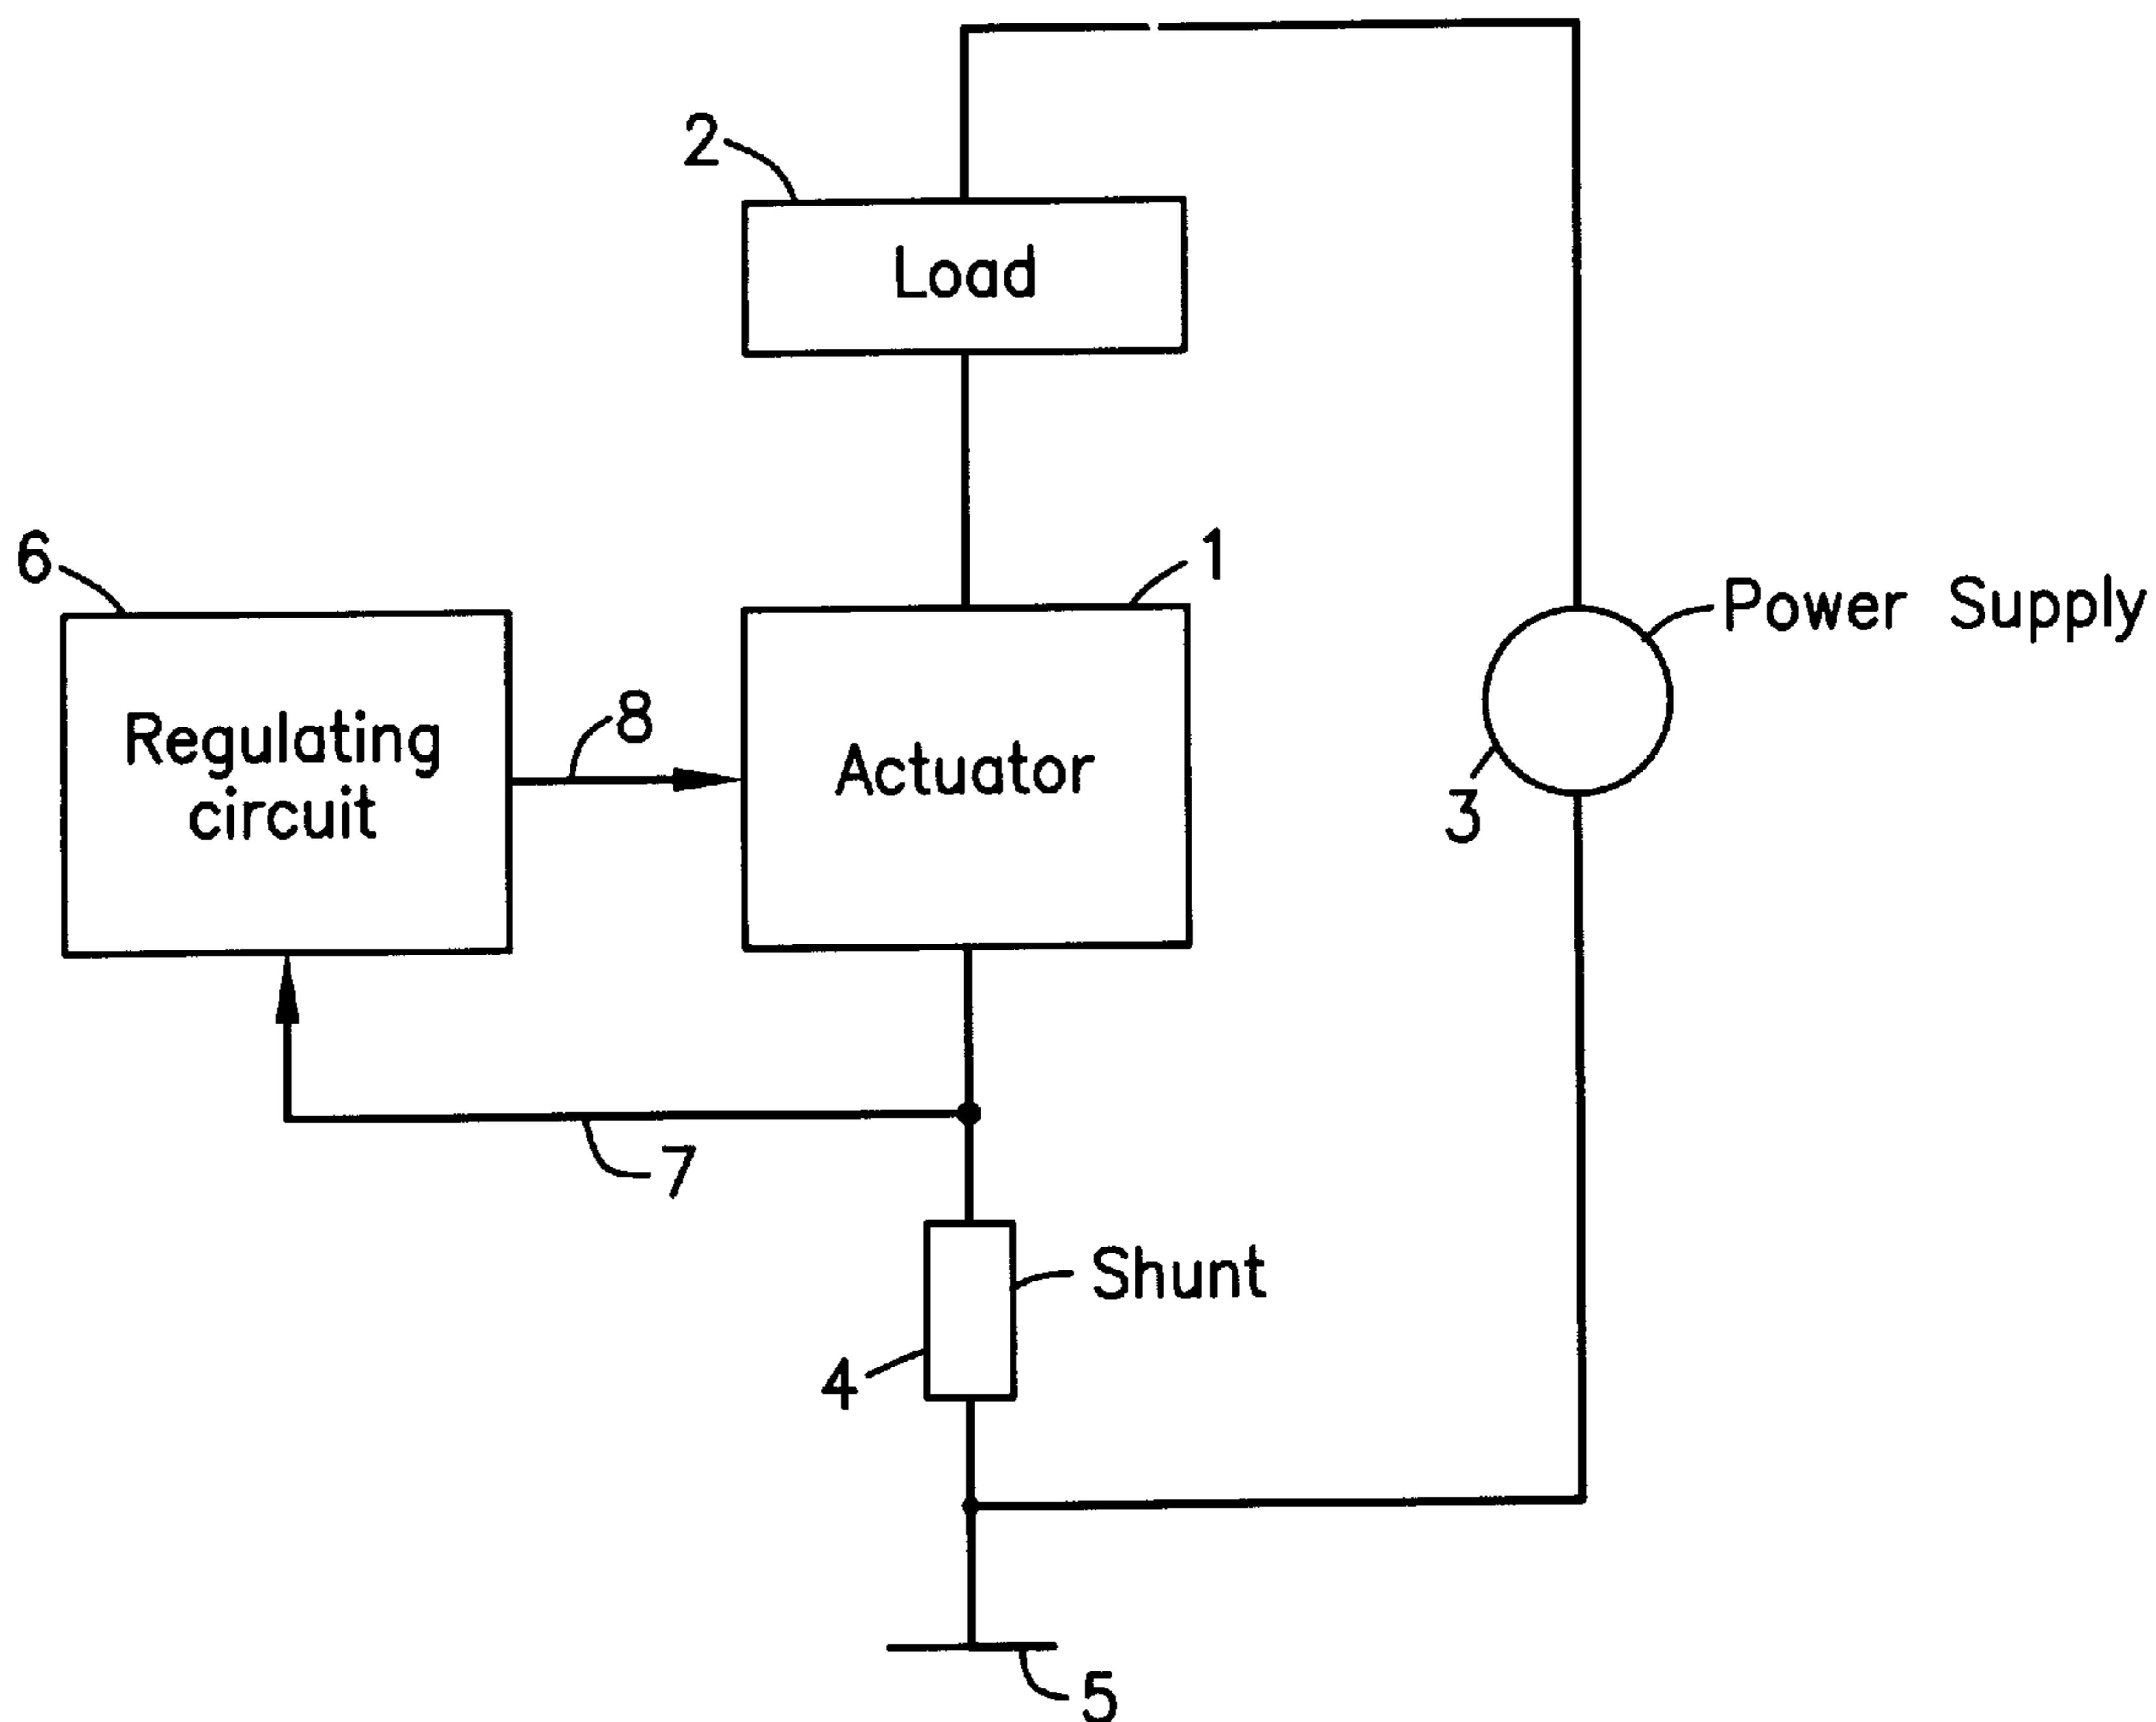 2
Load
6
1
Power Supply
Regulating
circuit
8
Actuator
3
7
Shunt
4
5